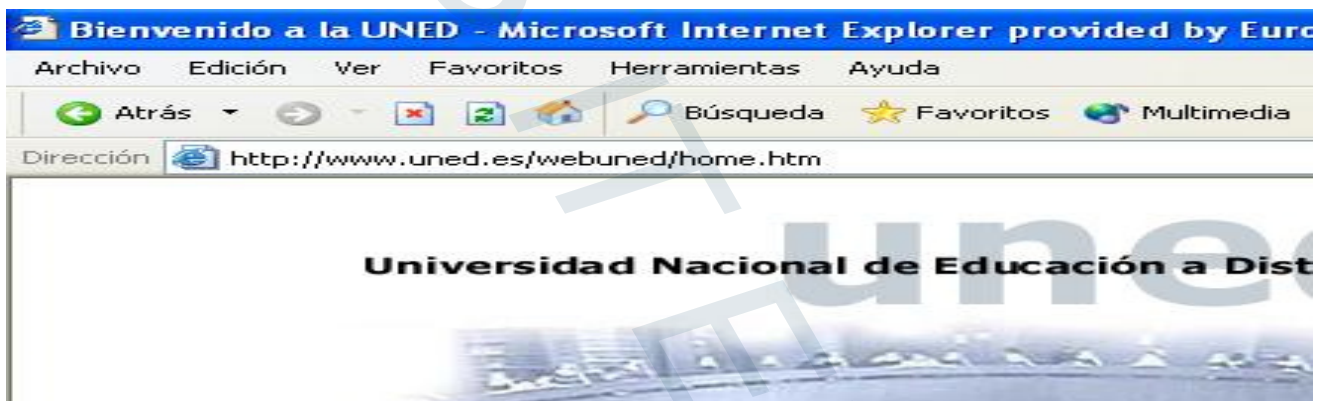 Bienvenido a la UNED - Microsoft Internet Explorer provided by Euro
Archivo Edición Ver Favoritos Herramientas Ayuda
Atrás Búsqueda Favoritos Multimedia
Dirección http://www.uned.es/webuned/home.htm
uned
Universidad Nacional de Educación a Dist